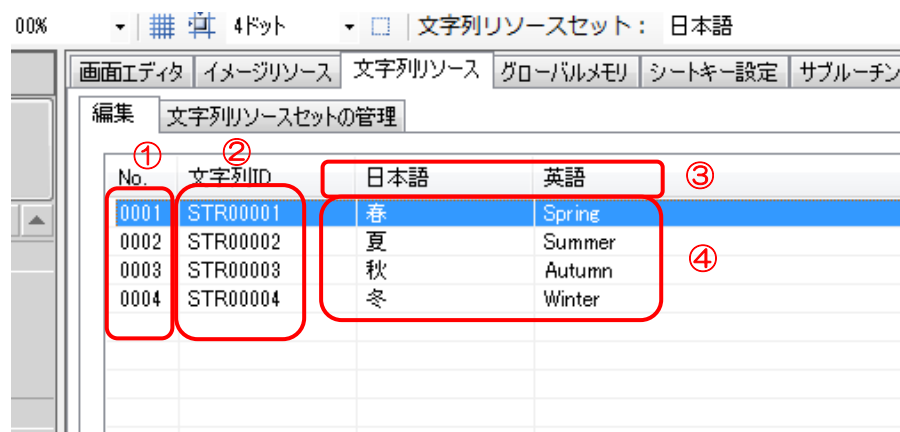 00% 4ドット 文字列リソースセット： 日本語
画面エディタ イメージリソース 文字列リソース グローバルメモリ シートキー設定 サブルーチン
編集 文字列リソースセットの管理
① ②
No. 文字列ID 日本語 英語 ③
0001 STR00001 春 Spring
0002 STR00002 夏 Summer
④
0003 STR00003 秋 Autumn
0004 STR00004 冬 Winter